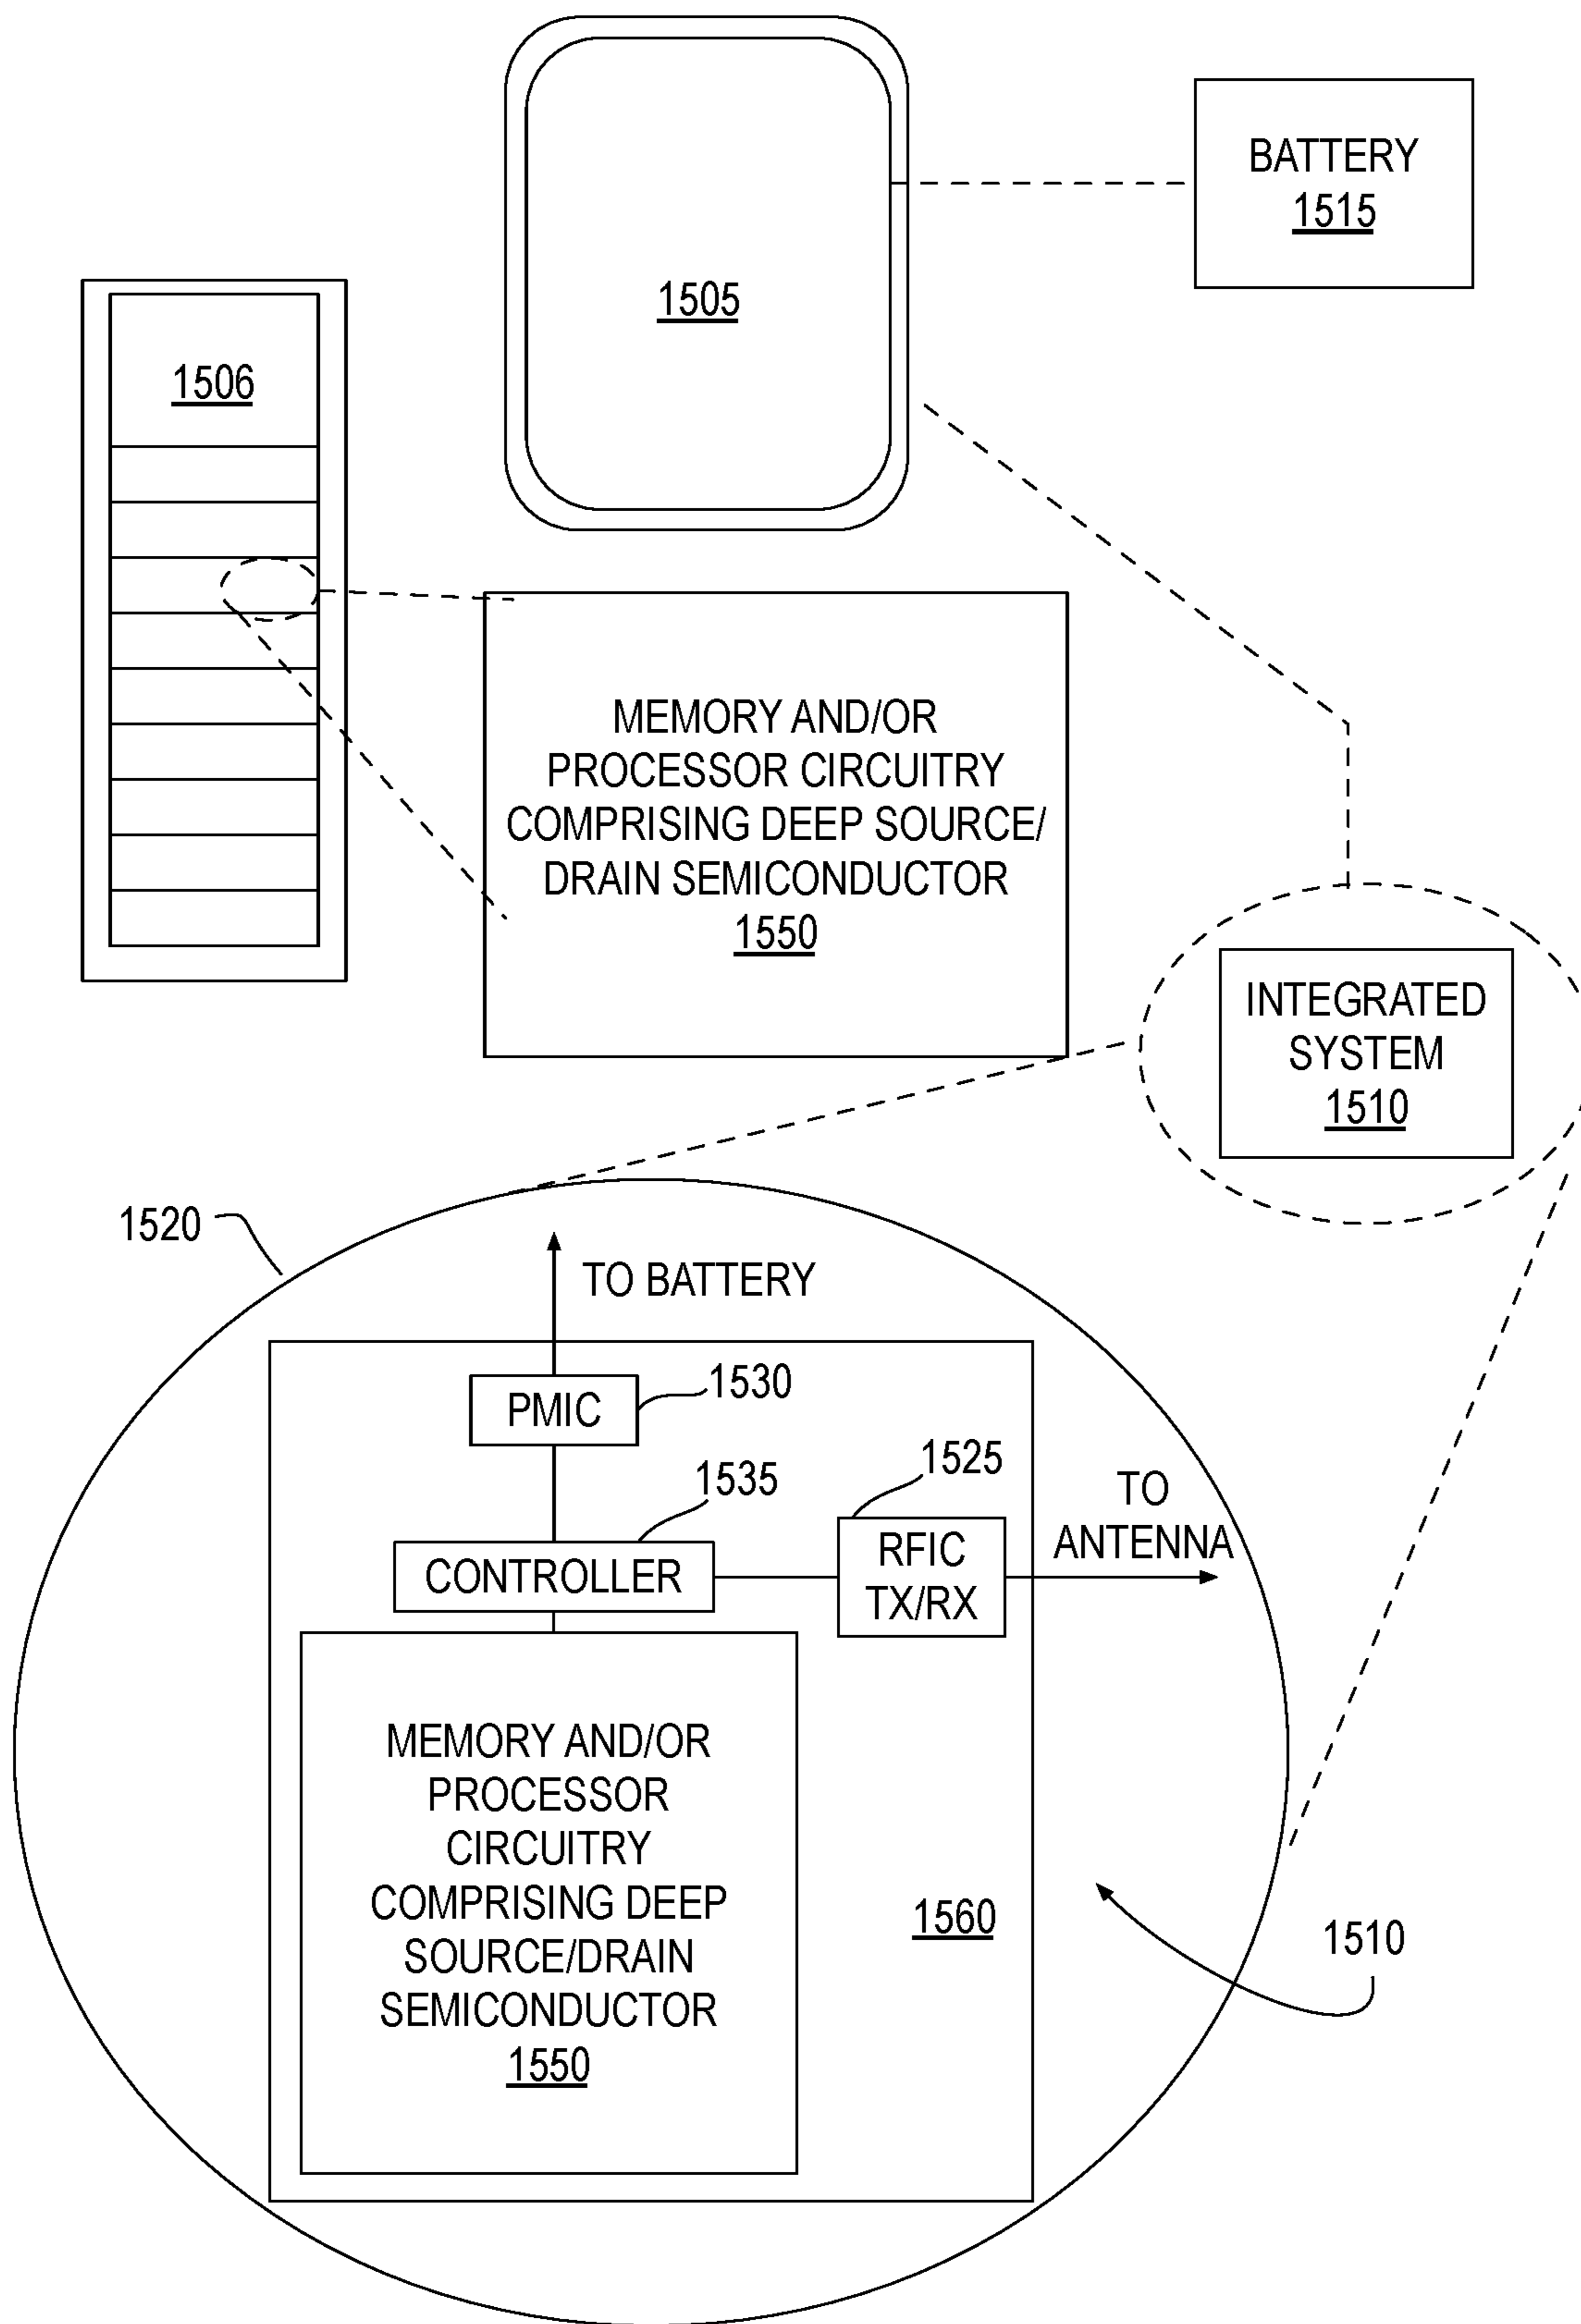 BATTERY
1515
1505
1506
MEMORY AND/OR
PROCESSOR CIRCUITRY
COMPRISING DEEP SOURCE/
DRAIN SEMICONDUCTOR
1550
INTEGRATED
SYSTEM
1510
1520
TO BATTERY
PMIC
1530
1535
1525
TO
ANTENNA
CONTROLLER
RFIC
TX/RX
MEMORY AND/OR
PROCESSOR
CIRCUITRY
COMPRISING DEEP
SOURCE/DRAIN
SEMICONDUCTOR
1550
1560
1510